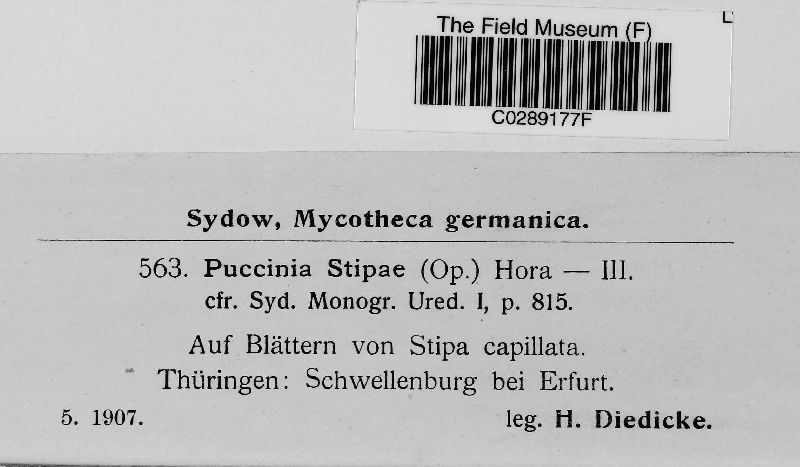 The Field Museum (F)
C0289177F
Sydow, Mycotheca germanica.
563. Puccinia Stipae (Op.) Hora — III.
cfr. Syd. Monogr. Ured. I, p. 815.
Auf Blättern von Stipa capillata.
Thüringen: Schwellenburg bei Erfurt.
5. 1907. leg. H. Diedicke.